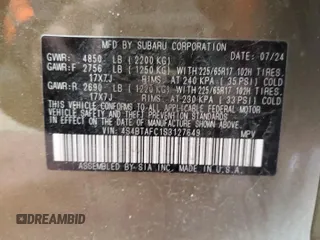 MFD.BY SUBARU CORPORATION 07/24
GVWR: 4850 LB (2200 KG)
GAWR:F 2756 LB (1250 KG) WITH 225/65R17 102H TIRES,
17X7J RIMS, AT 240 KPA (35 PSI) COLD
GAWR:R 2690 LB (1220 KG) WITH 225/65R17 102H TIRES,
17X7J RIMS, AT 230 KPA (33 PSI) COLD
THIS VEHICLE CONFORMS TO ALL APPLICABLE FEDERAL
MOTOR VEHICLE SAFETY BUMPER, AND THEFT PREVENTION
STANDARDS IN EFFECT ON THE DATE OF MANUFACTURE
SHOWN ABOVE.
4S4BTAFC1S3127649 MPV
ASSEMBLED BY SIA INC, MADE IN U.S.A.
DREAMBID